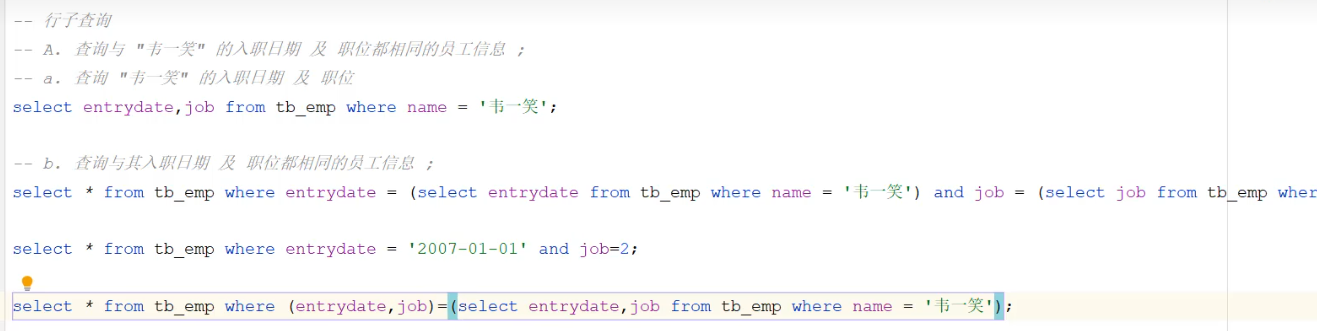 -- 行子查询
-- A. 查询与 "韦一笑" 的入职日期 及 职位都相同的员工信息 ;
-- a. 查询 "韦一笑" 的入职日期 及 职位
select entrydate,job from tb_emp where name = '韦一笑';
-- b. 查询与其入职日期 及 职位都相同的员工信息 ;
select * from tb_emp where entrydate = (select entrydate from tb_emp where name = '韦一笑') and job = (select job from tb_emp wher
select * from tb_emp where entrydate = '2007-01-01' and job=2;
select * from tb_emp where (entrydate,job)=(select entrydate,job from tb_emp where name = '韦一笑');